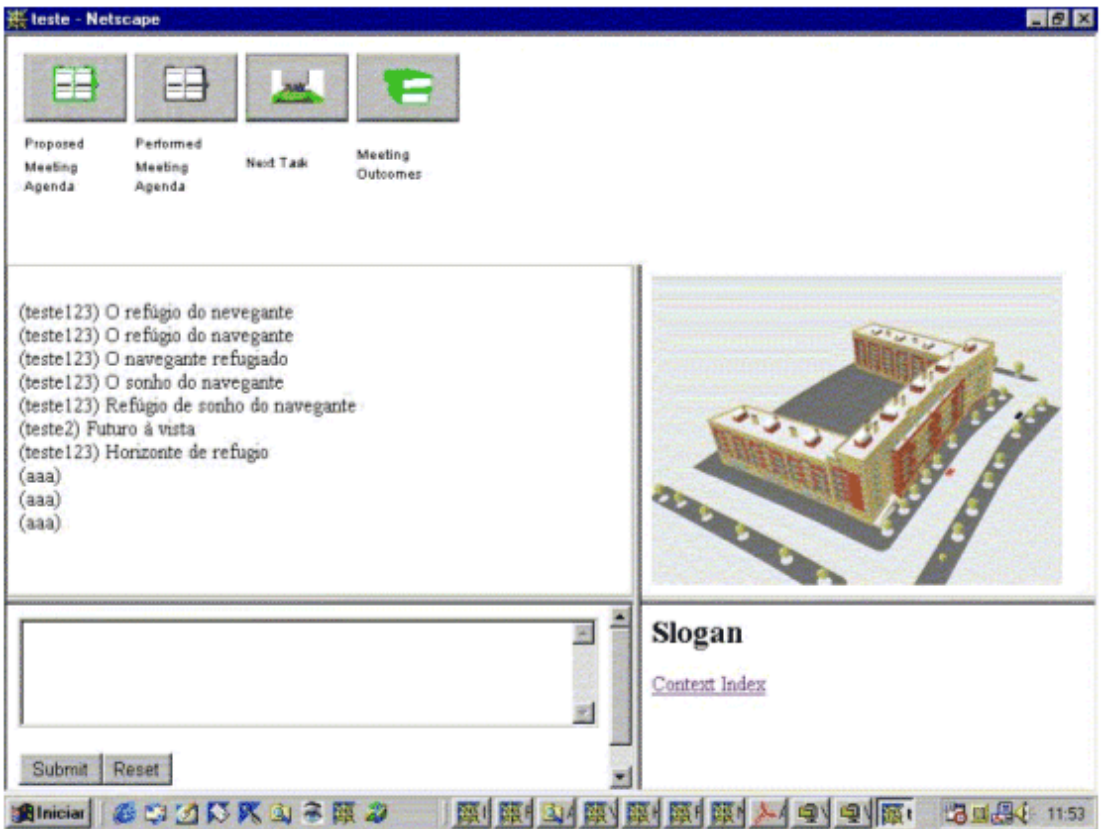 teste - Netscape
Proposed
Meeting
Agenda
Performed
Meeting
Agenda
Next Task
Meeting
Outcomes
(teste123) O refúgio do nevegante
(teste123) O refúgio do navegante
(teste123) O navegante refugiado
(teste123) O sonho do navegante
(teste123) Refúgio de sonho do navegante
(teste2) Futuro à vista
(teste123) Horizonte de refugio
(aaa)
(aaa)
(aaa)
Slogan
Context Index
Submit Reset
Iniciar
11:53